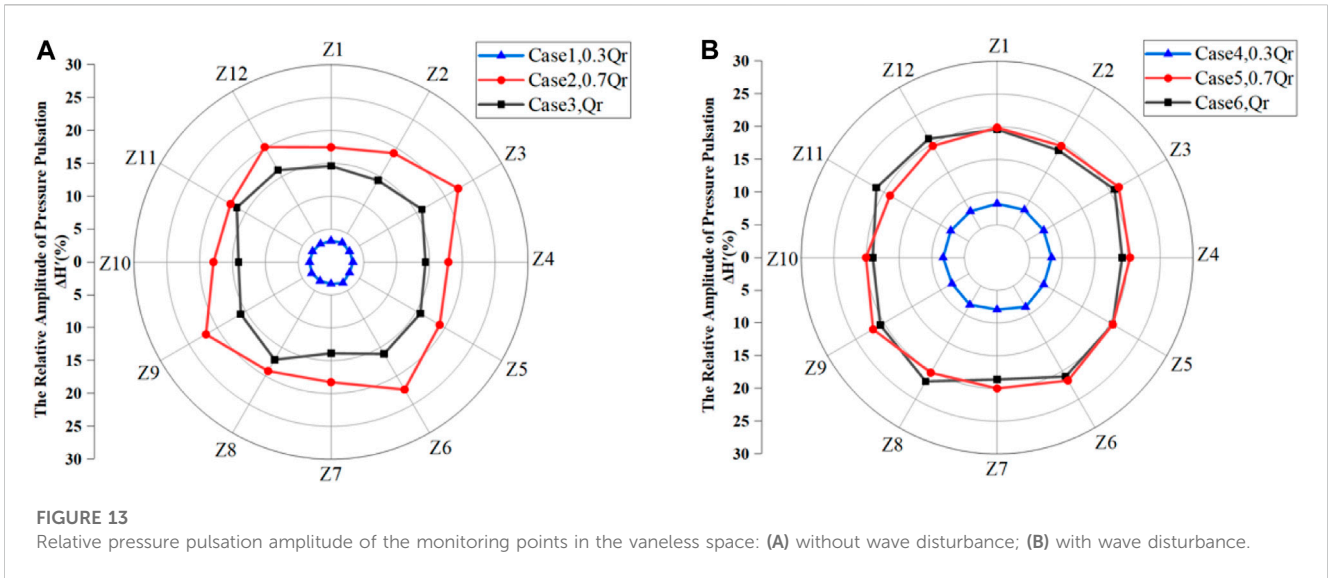 A
Case1,0.3Qr
Case2,0.7Qr
Case3,Qr
The Relative Amplitude of Pressure Pulsation
ΔH′(%)
30
25
20
15
10
5
0
5
10
15
20
25
30
Z1
Z2
Z3
Z4
Z5
Z6
Z7
Z8
Z9
Z10
Z11
Z12
B
Case4,0.3Qr
Case5,0.7Qr
Case6,Qr
The Relative Amplitude of Pressure Pulsation
ΔH′(%)
30
25
20
15
10
5
0
5
10
15
20
25
30
Z1
Z2
Z3
Z4
Z5
Z6
Z7
Z8
Z9
Z10
Z11
Z12
FIGURE 13
Relative pressure pulsation amplitude of the monitoring points in the vaneless space: (A) without wave disturbance; (B) with wave disturbance.